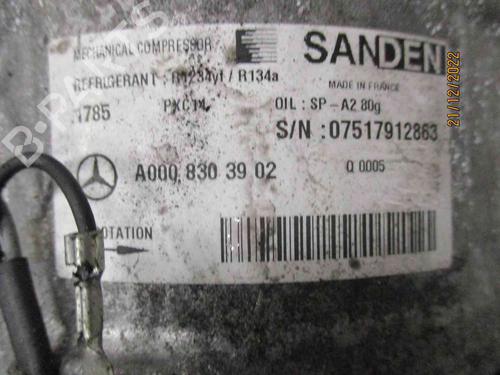 MECHANICAL COMPRESSOR
SANDEN
REFRIGERANT : R1234yf / R134a
MADE IN FRANCE
1785 PXC14
OIL : SP-A2 80g
S/N :07517912863
A000 830 39 02
Q 0005
ROTATION
21/12/2022
B-PARTS